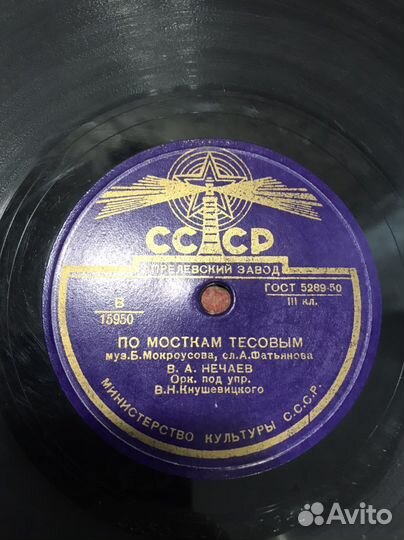 СССР
АПРЕЛЕВСКИЙ ЗАВОД
В
15950
ГОСТ 5289-50
III кл.
ПО МОСТКАМ ТЕСОВЫМ
муз.Б.Мокроусова, сл.А.Фатьянова
В. А. НЕЧАЕВ
Орк. под упр.
В.Н.Кнушевицкого
МИНИСТЕРСТВО КУЛЬТУРЫ С.С.С.Р.
Avito